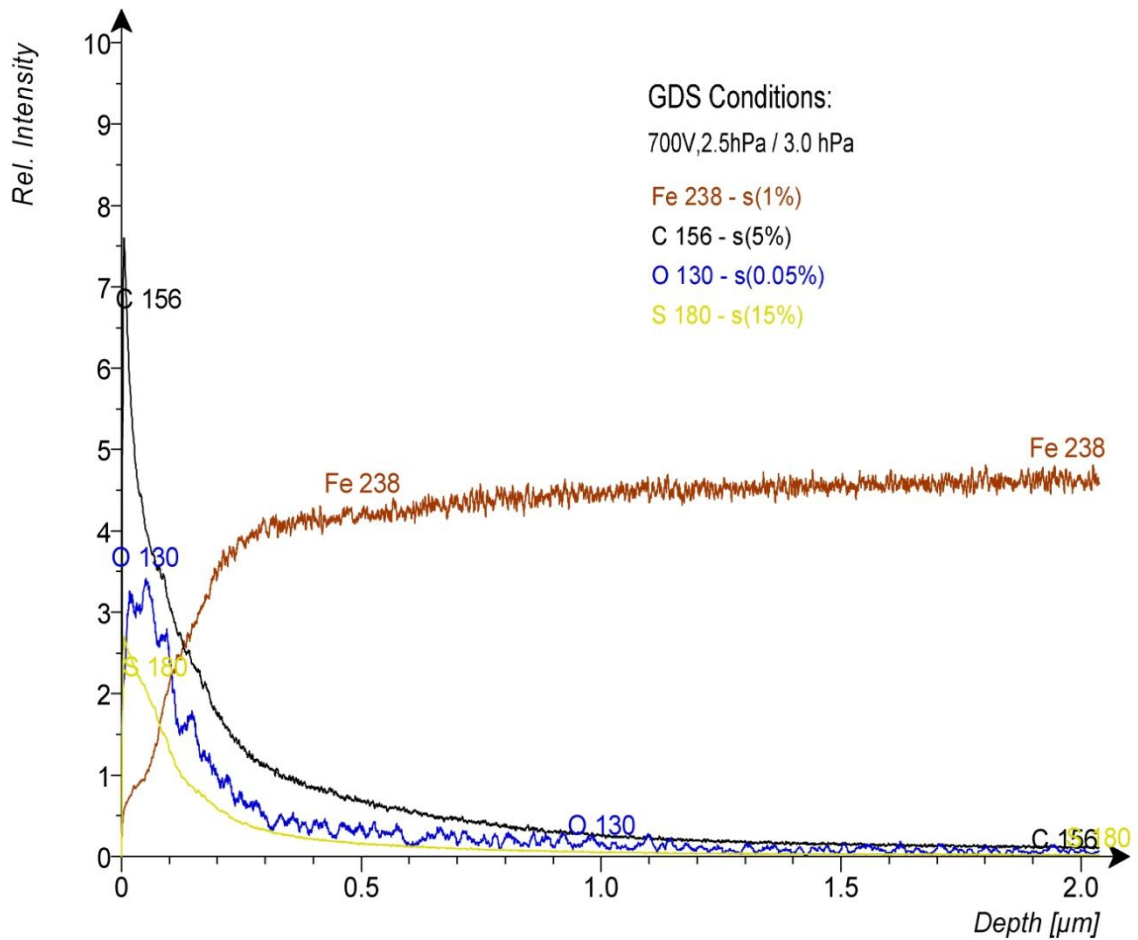 Rel. Intensity
10
9
8
7
6
5
4
3
2
1
0
GDS Conditions:
700V,2.5hPa / 3.0 hPa
Fe 238 - s(1%)
C 156 - s(5%)
O 130 - s(0.05%)
S 180 - s(15%)
C 156
Fe 238
Fe 238
O 130
S 180
O 130
C 156
S 180
0
0.5
1.0
1.5
2.0
Depth [µm]